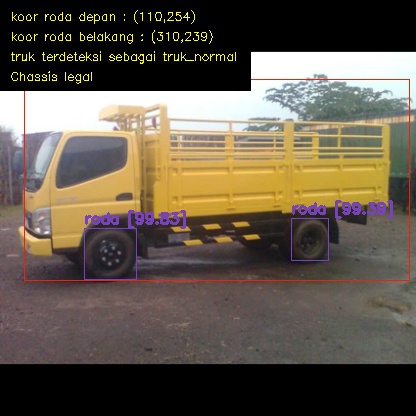 koor roda depan : (110,254)
koor roda belakang : (310,239)
truk terdeteksi sebagai truk_normal
Chassis legal
roda [99.83]
roda [99.39]